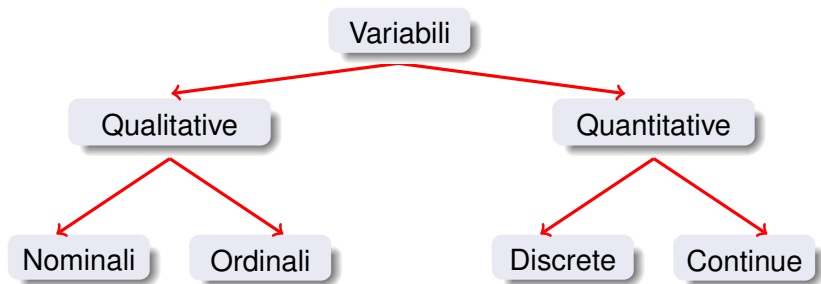 Variabili
Qualitative Quantitative
Nominali Ordinali Discrete Continue